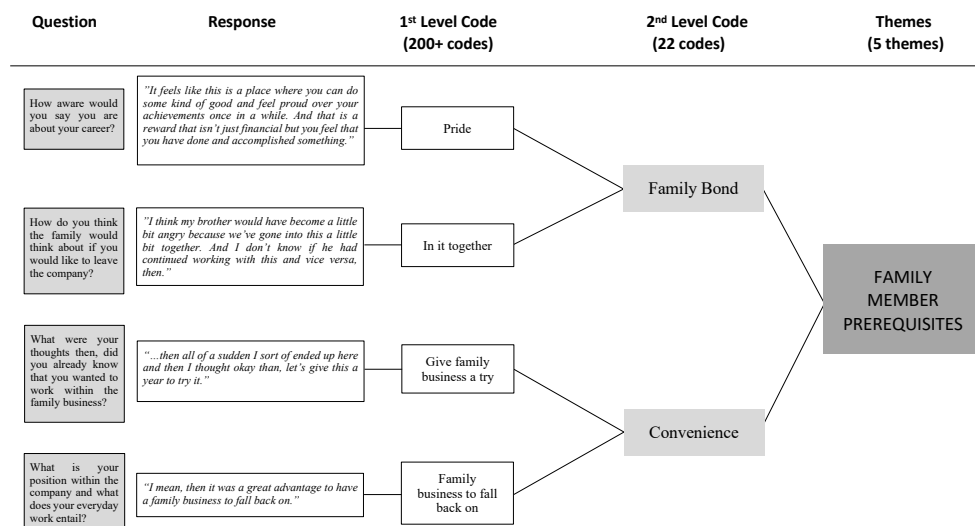 Question
Response
1st Level Code
(200+ codes)
2nd Level Code
(22 codes)
Themes
(5 themes)
How aware would
you say you are
about your career?
"It feels like this is a place where you can do
some kind of good and feel proud over your
achievements once in a while. And that is a
reward that isn't just financial but you feel that
you have done and accomplished something."
Pride
Family Bond
How do you think
the family would
think about if you
would like to leave
the company?
"I think my brother would have become a little
bit angry because we've gone into this a little
bit together. And I don't know if he had
continued working with this and vice versa,
then."
In it together
FAMILY
MEMBER
PREREQUISITES
What were your
thoughts then, did
you already know
that you wanted to
work within the
family business?
"…then all of a sudden I sort of ended up here
and then I thought okay than, let's give this a
year to try it."
Give family
business a try
Convenience
What is your
position within the
company and what
does your everyday
work entail?
"I mean, then it was a great advantage to have
a family business to fall back on."
Family
business to fall
back on